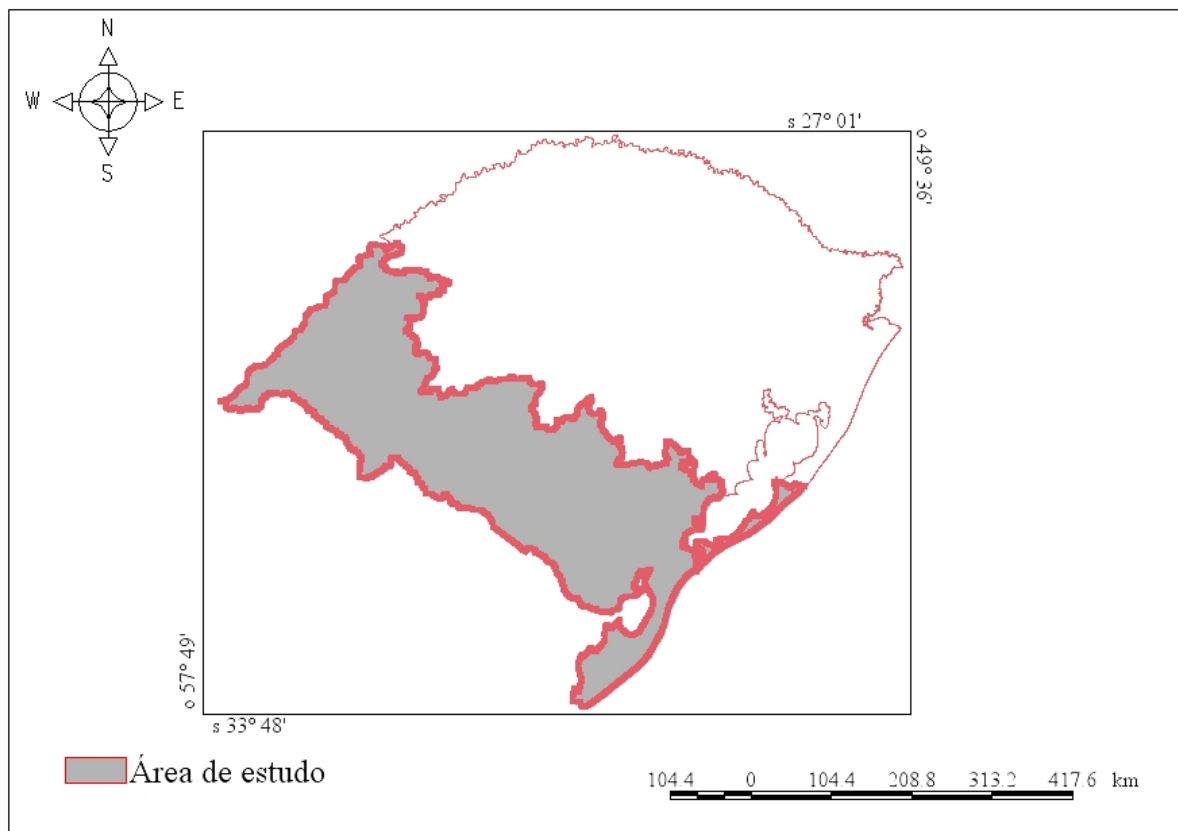 N
W E
S
s 27° 01'
o 49° 36'
o 57° 49'
s 33° 48'
Área de estudo
104.4 0 104.4 208.8 313.2 417.6 km